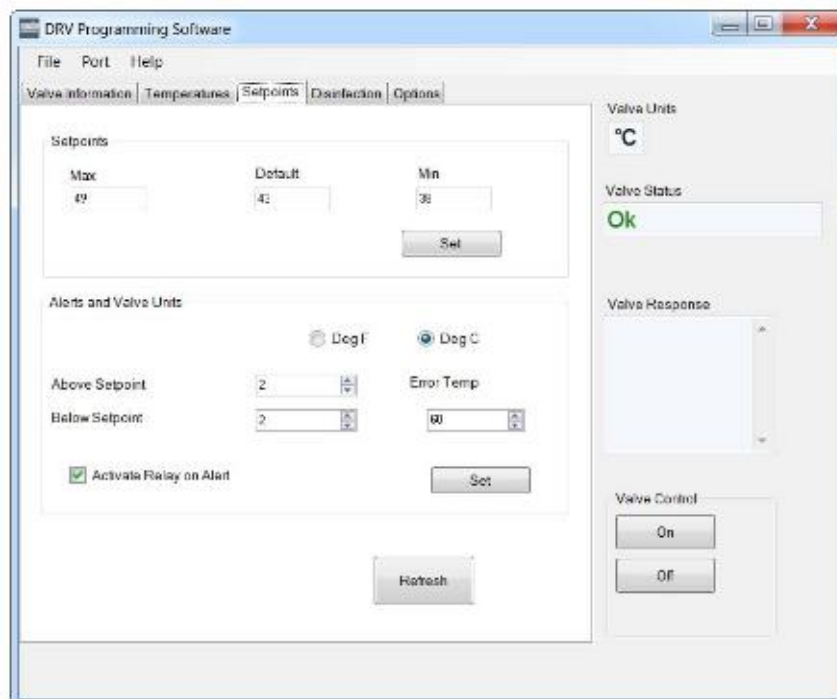 DRV Programming Software
File Port Help
Valve Information Temperatures Setpoints Disinfection Options
Valve Units
°C
Setpoints
Max Default Min
49 43 38
Set
Valve Status
Ok
Alerts and Valve Units
Deg F Deg C
Above Setpoint 2 Error Temp
Below Setpoint 2 60
Activate Relay on Alert Set
Refresh
Valve Response
Valve Control
On
Off